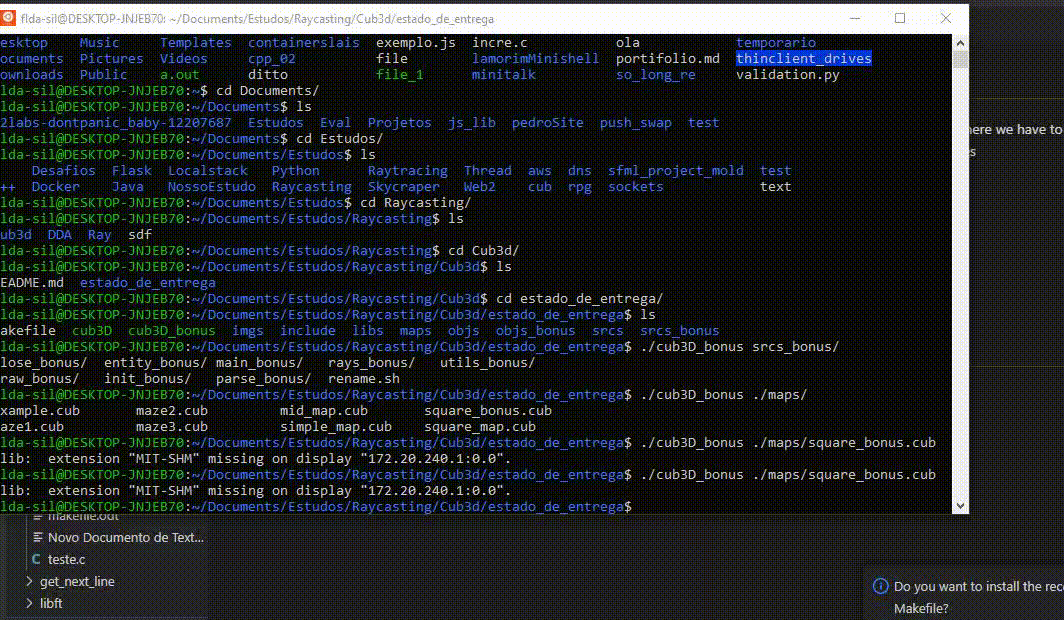 flda-sil@DESKTOP-JNJEB70: ~/Documents/Estudos/Raycasting/Cub3d/estado_de_entrega
esktop Music Templates containerslais exemplo.js incre.c ola temporario
ocuments Pictures Videos cpp_02 file lamorimMinishell portifolio.md thinclient_drives
ownloads Public a.out ditto file_1 minitalk so_long_re validation.py
lda-sil@DESKTOP-JNJEB70:~$ cd Documents/
lda-sil@DESKTOP-JNJEB70:~/Documents$ ls
2labs-dontpanic_baby-12207687 Estudos Eval Projetos js_lib pedroSite push_swap test
lda-sil@DESKTOP-JNJEB70:~/Documents$ cd Estudos/
lda-sil@DESKTOP-JNJEB70:~/Documents/Estudos$ ls
Desafios Flask Localstack Python Raytracing Thread aws dns sfml_project_mold test
++ Docker Java NossoEstudo Raycasting Skycraper Web2 cub rpg sockets text
lda-sil@DESKTOP-JNJEB70:~/Documents/Estudos$ cd Raycasting/
lda-sil@DESKTOP-JNJEB70:~/Documents/Estudos/Raycasting$ ls
ub3d DDA Ray sdf
lda-sil@DESKTOP-JNJEB70:~/Documents/Estudos/Raycasting$ cd Cub3d/
lda-sil@DESKTOP-JNJEB70:~/Documents/Estudos/Raycasting/Cub3d$ ls
EADME.md estado_de_entrega
lda-sil@DESKTOP-JNJEB70:~/Documents/Estudos/Raycasting/Cub3d$ cd estado_de_entrega/
lda-sil@DESKTOP-JNJEB70:~/Documents/Estudos/Raycasting/Cub3d/estado_de_entrega$ ls
akefile cub3D cub3D_bonus imgs include libs maps objs objs_bonus srcs srcs_bonus
lda-sil@DESKTOP-JNJEB70:~/Documents/Estudos/Raycasting/Cub3d/estado_de_entrega$ ./cub3D_bonus srcs_bonus/
lose_bonus/ entity_bonus/ main_bonus/ rays_bonus/ utils_bonus/
raw_bonus/ init_bonus/ parse_bonus/ rename.sh
lda-sil@DESKTOP-JNJEB70:~/Documents/Estudos/Raycasting/Cub3d/estado_de_entrega$ ./cub3D_bonus ./maps/
xample.cub maze2.cub mid_map.cub square_bonus.cub
aze1.cub maze3.cub simple_map.cub square_map.cub
lda-sil@DESKTOP-JNJEB70:~/Documents/Estudos/Raycasting/Cub3d/estado_de_entrega$ ./cub3D_bonus ./maps/square_bonus.cub
lib: extension "MIT-SHM" missing on display "172.20.240.1:0.0".
lda-sil@DESKTOP-JNJEB70:~/Documents/Estudos/Raycasting/Cub3d/estado_de_entrega$ ./cub3D_bonus ./maps/square_bonus.cub
lib: extension "MIT-SHM" missing on display "172.20.240.1:0.0".
lda-sil@DESKTOP-JNJEB70:~/Documents/Estudos/Raycasting/Cub3d/estado_de_entrega$
here we have to
s
makefile.out
Novo Documento de Text...
C teste.c
get_next_line
libft
Do you want to install the reco
Makefile?